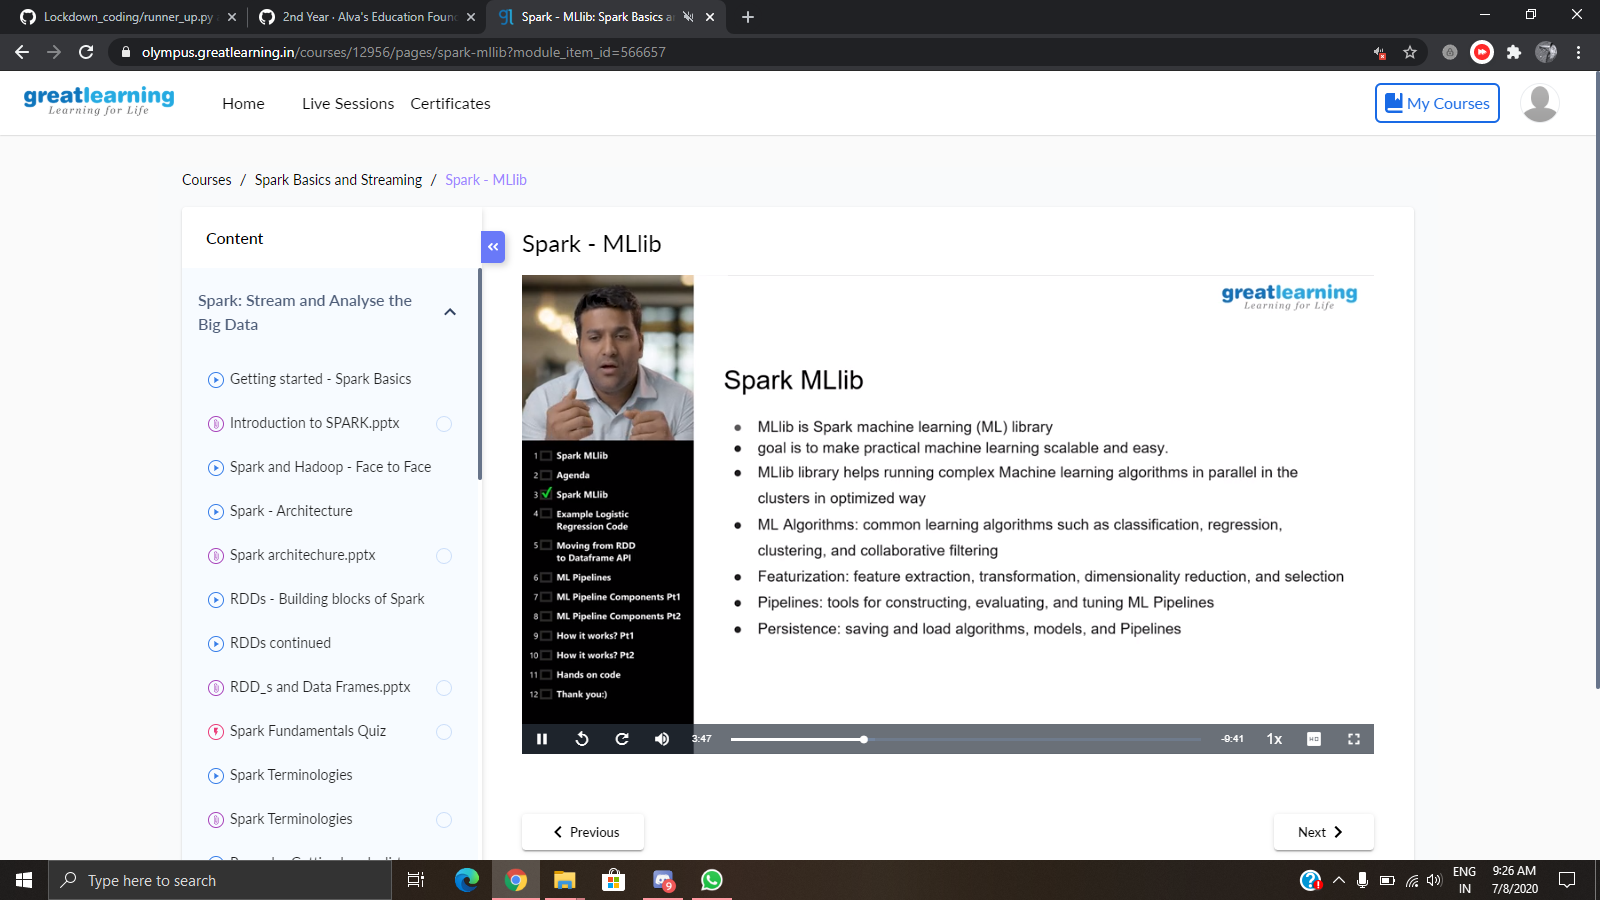 Lockdown_coding/runner_up.py
2nd Year · Alva's Education Foun
Spark - MLlib: Spark Basics a
olympus.greatlearning.in/courses/12956/pages/spark-mllib?module_item_id=566657
greatlearning
Learning for Life
Home
Live Sessions
Certificates
My Courses
Courses / Spark Basics and Streaming / Spark - MLlib
Content
Spark: Stream and Analyse the
Big Data
Getting started - Spark Basics
Introduction to SPARK.pptx
Spark and Hadoop - Face to Face
Spark - Architecture
Spark architechure.pptx
RDDs - Building blocks of Spark
RDDs continued
RDD_s and Data Frames.pptx
Spark Fundamentals Quiz
Spark Terminologies
Spark Terminologies
Spark - MLlib
greatlearning
Learning for Life
1 Spark MLlib
2 Agenda
3 Spark MLlib
4 Example Logistic
Regression Code
5 Moving from RDD
to Dataframe API
6 ML Pipelines
7 ML Pipeline Components Pt1
8 ML Pipeline Components Pt2
9 How it works? Pt1
10 How it works? Pt2
11 Hands on code
12 Thank you:)
Spark MLlib
● MLlib is Spark machine learning (ML) library
● goal is to make practical machine learning scalable and easy.
● MLlib library helps running complex Machine learning algorithms in parallel in the
clusters in optimized way
● ML Algorithms: common learning algorithms such as classification, regression,
clustering, and collaborative filtering
● Featurization: feature extraction, transformation, dimensionality reduction, and selection
● Pipelines: tools for constructing, evaluating, and tuning ML Pipelines
● Persistence: saving and load algorithms, models, and Pipelines
3:47
-9:41
1x
HD
Previous
Next
Type here to search
9
ENG
IN
9:26 AM
7/8/2020